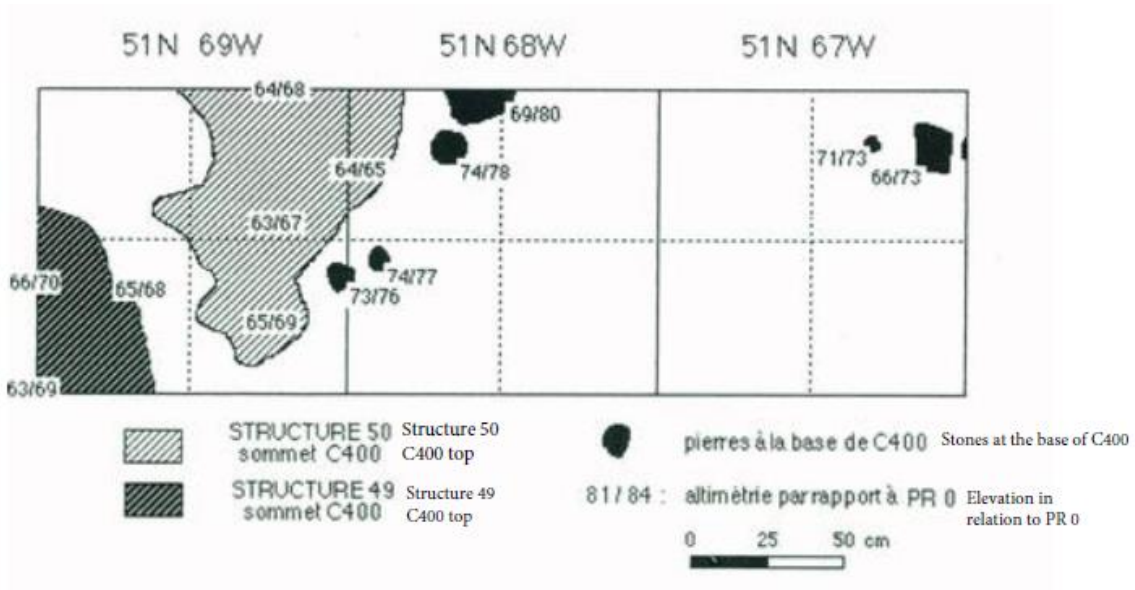 51N 69W
51N 68W
51N 67W
64/68
69/80
64/65
74/78
71/73
66/73
63/67
66/70
65/68
74/77
73/76
65/69
63/69
STRUCTURE 50 Structure 50
sommet C400 C400 top
STRUCTURE 49 Structure 49
sommet C400 C400 top
pierres à la base de C400 Stones at the base of C400
81/84 : altimètrie par rapport à PR 0 Elevation in
relation to PR 0
0 25 50 cm